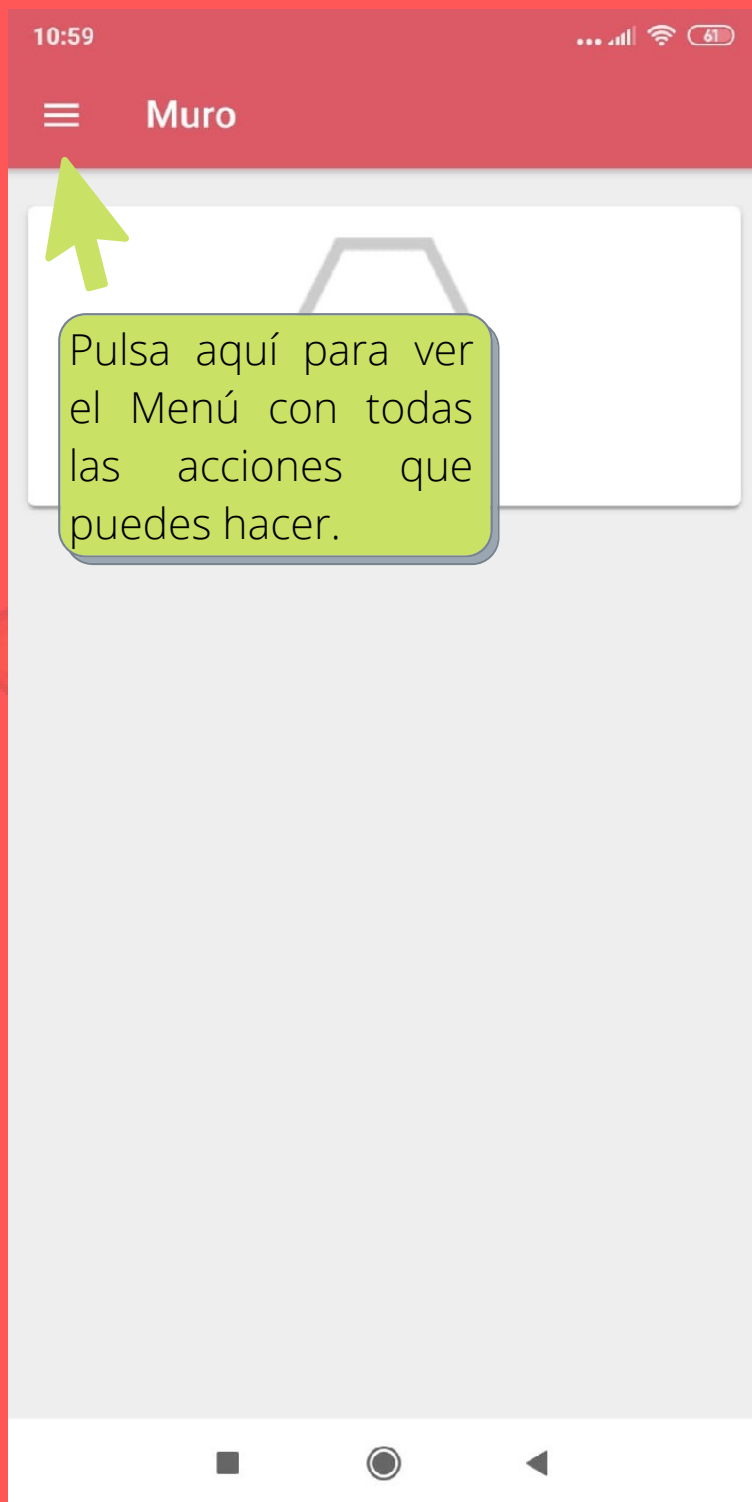 10:59
61
Muro
Pulsa aquí para ver
el Menú con todas
las acciones que
puedes hacer.